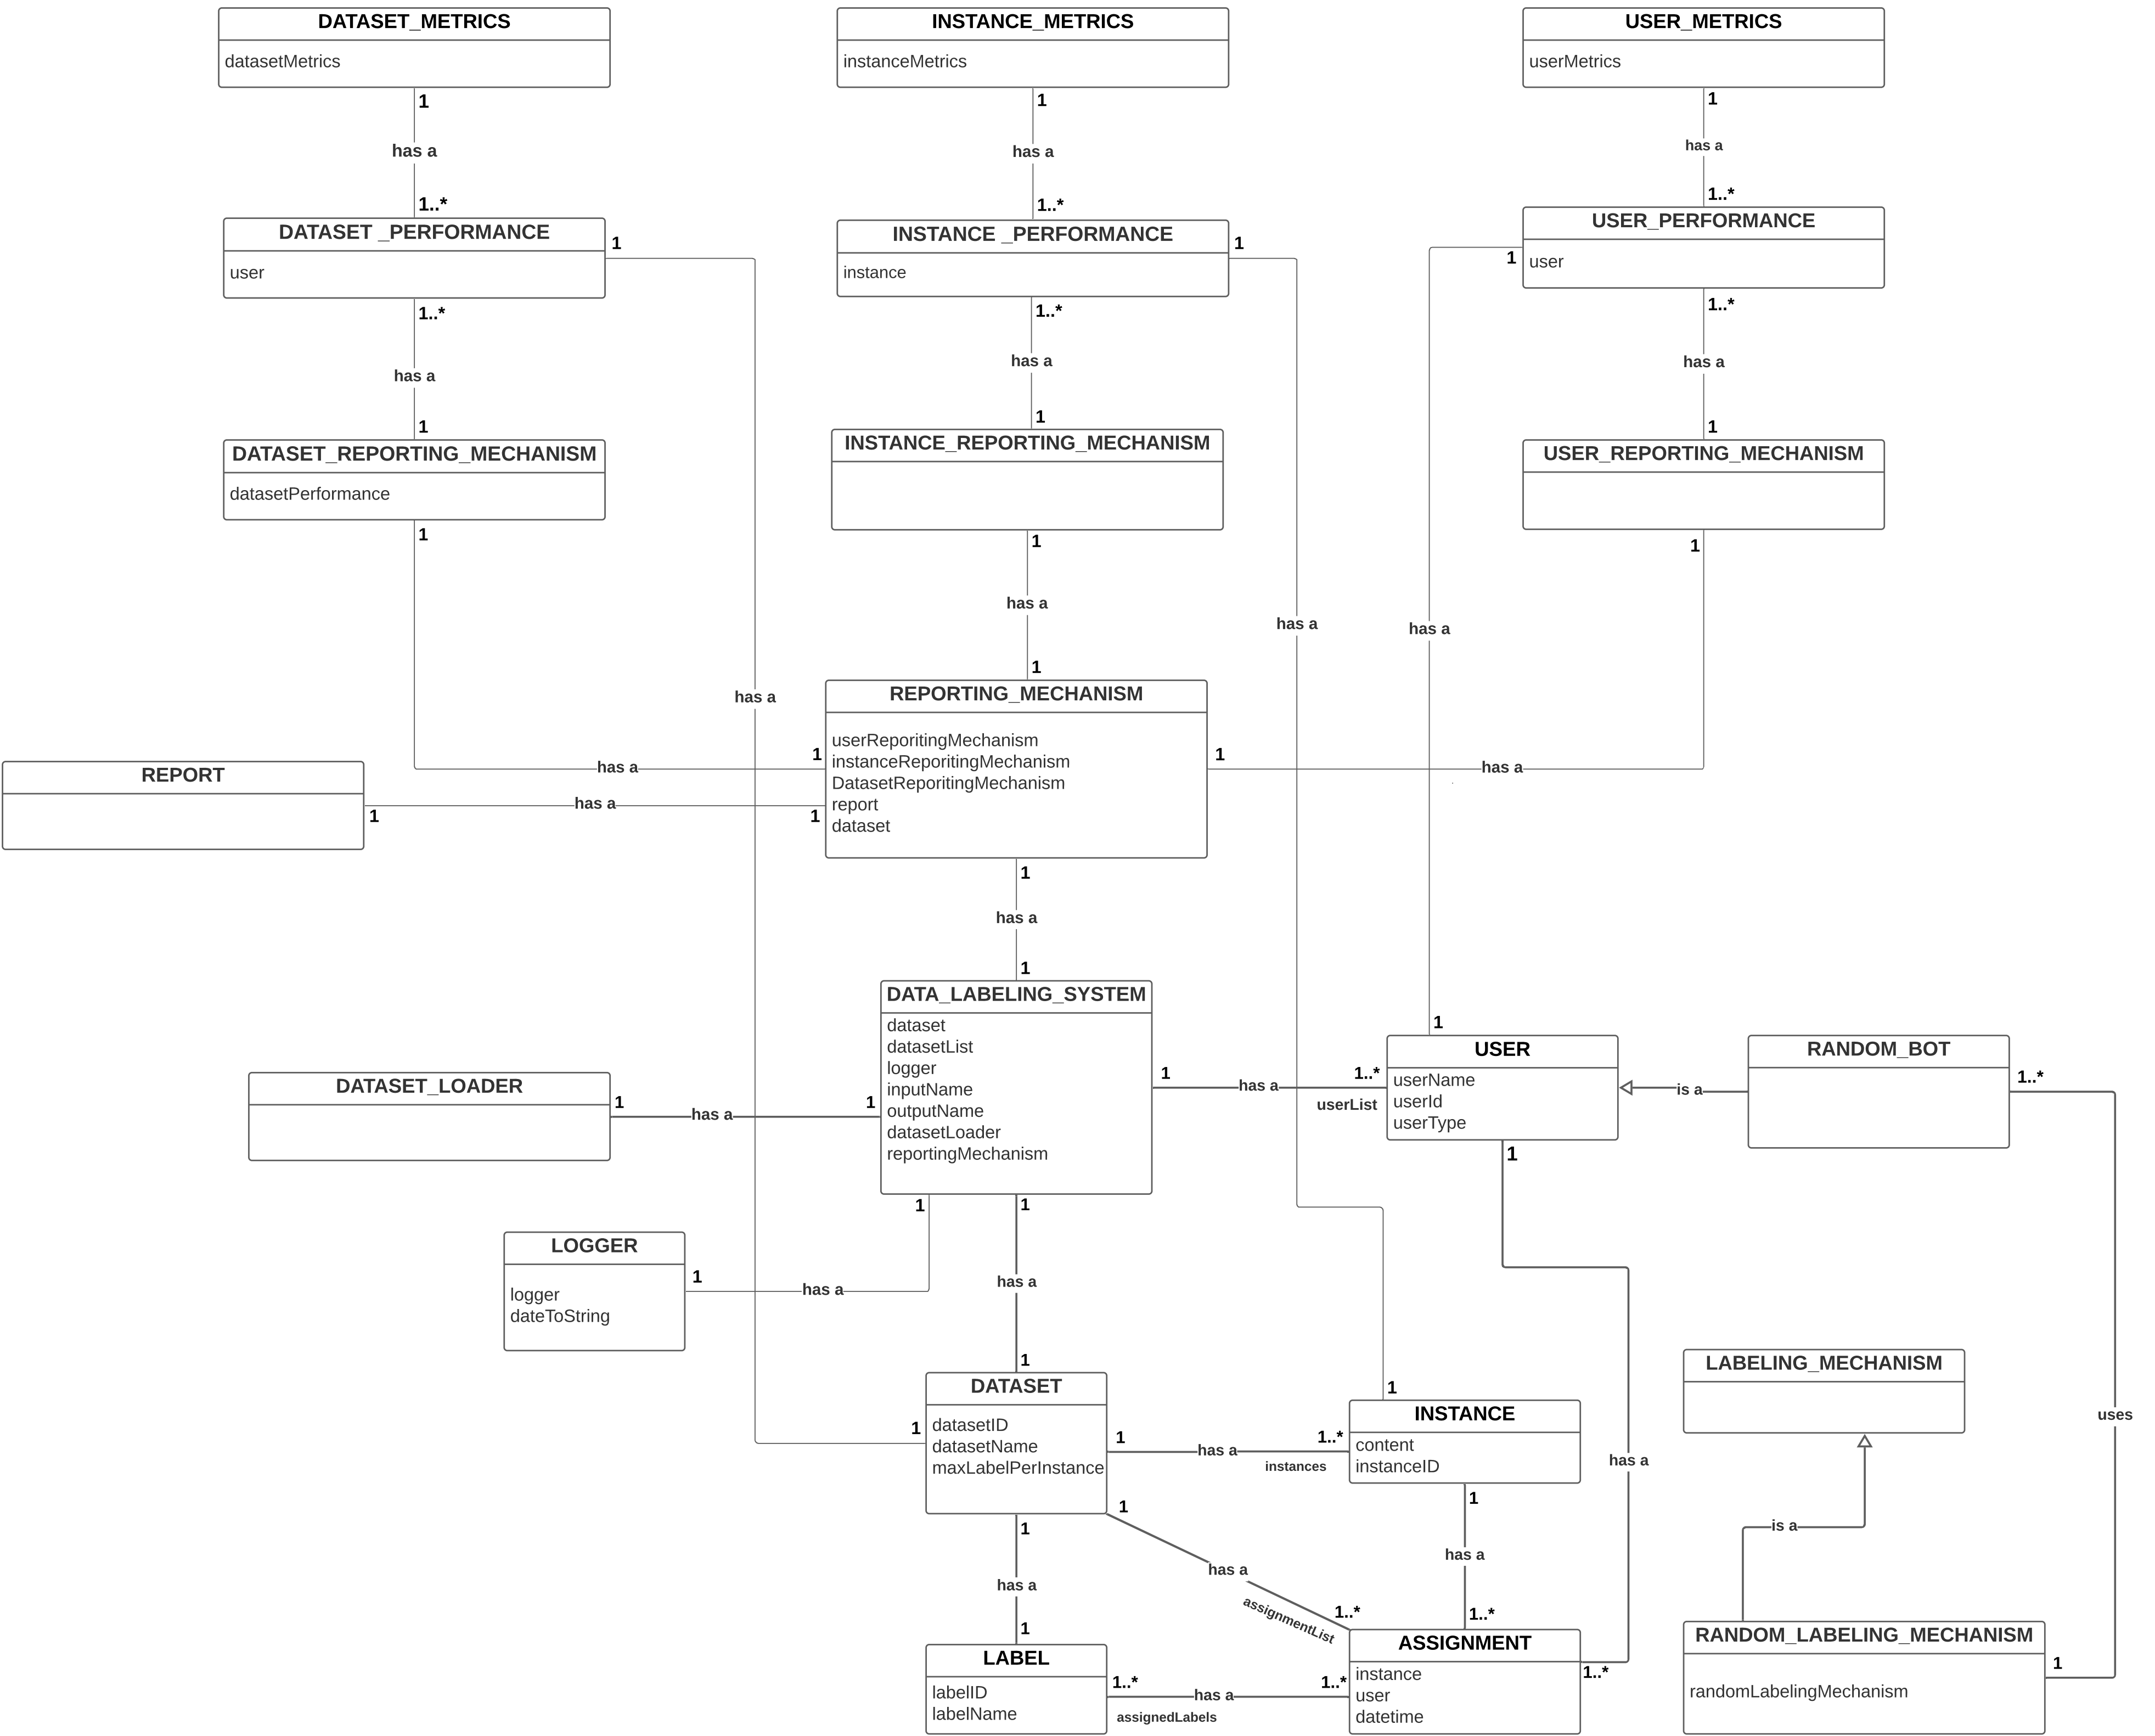 DATASET_METRICS
datasetMetrics
INSTANCE_METRICS
instanceMetrics
USER_METRICS
userMetrics
1
has a
1..*
1
has a
1..*
1
has a
1..*
DATASET _PERFORMANCE
user
1
INSTANCE _PERFORMANCE
instance
1
USER_PERFORMANCE
user
1
1..*
has a
1
1..*
has a
1
1..*
has a
1
DATASET_REPORTING_MECHANISM
datasetPerformance
1
INSTANCE_REPORTING_MECHANISM
1
has a
1
USER_REPORTING_MECHANISM
1
has a
has a
has a
REPORTING_MECHANISM
userReporitingMechanism
instanceReporitingMechanism
DatasetReporitingMechanism
report
dataset
1
has a
1
has a
REPORT
1
has a
1
1
has a
1
DATA_LABELING_SYSTEM
dataset
datasetList
logger
inputName
outputName
datasetLoader
reportingMechanism
DATASET_LOADER
1
has a
1
1
has a
1..*
userList
1
USER
userName
userId
userType
is a
RANDOM_BOT
1..*
1
1
1
LOGGER
logger
dateToString
1
has a
has a
1
DATASET
datasetID
datasetName
maxLabelPerInstance
1
1
has a
1..*
instances
1
INSTANCE
content
instanceID
has a
LABELING_MECHANISM
uses
1
has a
1
1
has a
1..*
assignmentList
1
has a
1..*
is a
LABEL
labelID
labelName
1..*
has a
1..*
assignedLabels
ASSIGNMENT
instance
user
datetime
1..*
RANDOM_LABELING_MECHANISM
randomLabelingMechanism
1